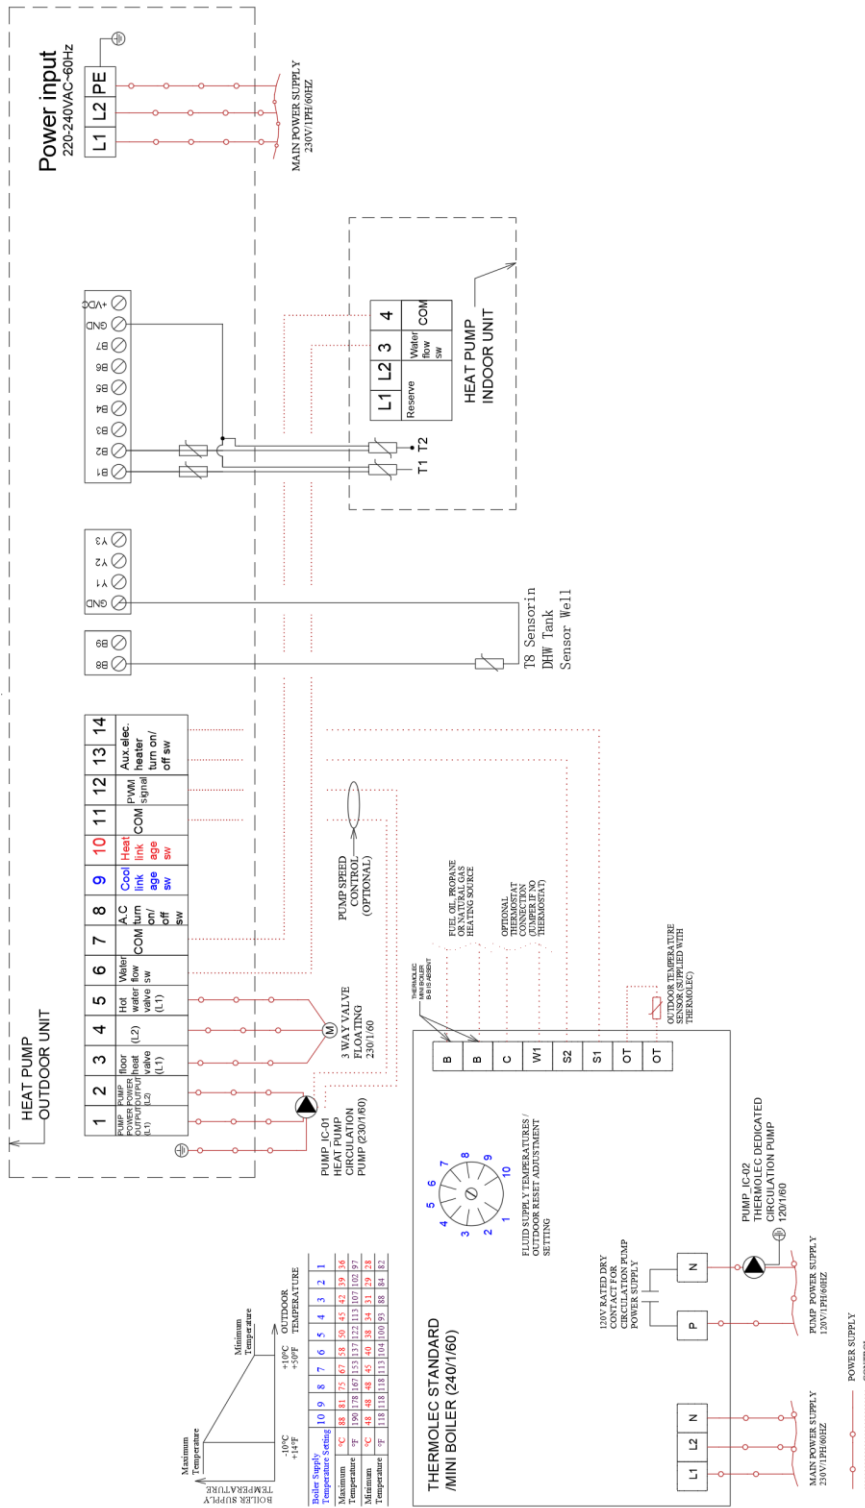 HEAT PUMP
OUTDOOR UNIT
Power input
220-240VAC~60Hz
L1 L2 PE
MAIN POWER SUPPLY
230V/1PH/60HZ
1 2 3 4 5 6 7 8 9 10 11 12 13 14
PUMP
POWER
OUTPUT
(L1)
PUMP
POWER
OUTPUT
(L2)
floor
heat
valve
(L1)
(L2)
Hot
water
valve
(L1)
Water
flow
sw
COM
A.C
turn
on/
off
sw
Cool
link
age
sw
Heat
link
age
sw
COM
PWM
signal
Aux.elec.
heater
turn on/
off sw
B8 B9
GND Y1 Y2 Y3
B1 B2 B3 B4 B5 B6 B7 GND +VDC
T8 Sensorin
DHW Tank
Sensor Well
T1 T2
L1 L2 3 4
Reserve
Water
flow
sw
COM
HEAT PUMP
INDOOR UNIT
PUMP_IC-01
HEAT PUMP
CIRCULATION
PUMP (230/1/60)
M
3 WAY VALVE
FLOATING
230/1/60
PUMP SPEED
CONTROL
(OPTIONAL)
Maximum
Temperature
Minimum
Temperature
BOILER SUPPLY
TEMPERATURE
-10°C
+14°F
+10°C
+50°F
OUTDOOR
TEMPERATURE
Boiler Supply
Temperature Setting 10 9 8 7 6 5 4 3 2 1
Maximum
Temperature
°C 88 81 75 67 58 50 45 42 39 36
°F 190 178 167 153 137 122 113 107 102 97
Minimum
Temperature
°C 48 48 48 45 40 38 34 31 29 28
°F 118 118 118 113 104 100 93 88 84 82
THERMOLEC STANDARD
/MINI BOILER (240/1/60)
1 2 3 4 5 6 7 8 9 10
FLUID SUPPLY TEMPERATURES /
OUTDOOR RESET ADJUSTMENT
SETTING
THERMOLEC
MINI BOILER
B-B IS ABSENT
FUEL OIL, PROPANE
OR NATURAL GAS
HEATING SOURCE
OPTIONAL
THERMOSTAT
CONNECTION
(JUMPER IF NO
THERMOSTAT)
B
B
C
W1
S2
S1
OT
OT
OUTDOOR TEMPERATURE
SENSOR (SUPPLIED WITH
THERMOLEC)
L1 L2 N
MAIN POWER SUPPLY
230V/1PH/60HZ
120V RATED DRY
CONTACT FOR
CIRCULATION PUMP
POWER SUPPLY
P N
PUMP_IC-02
THERMOLEC DEDICATED
CIRCULATION PUMP
120/1/60
PUMP POWER SUPPLY
120V/1PH/60HZ
POWER SUPPLY